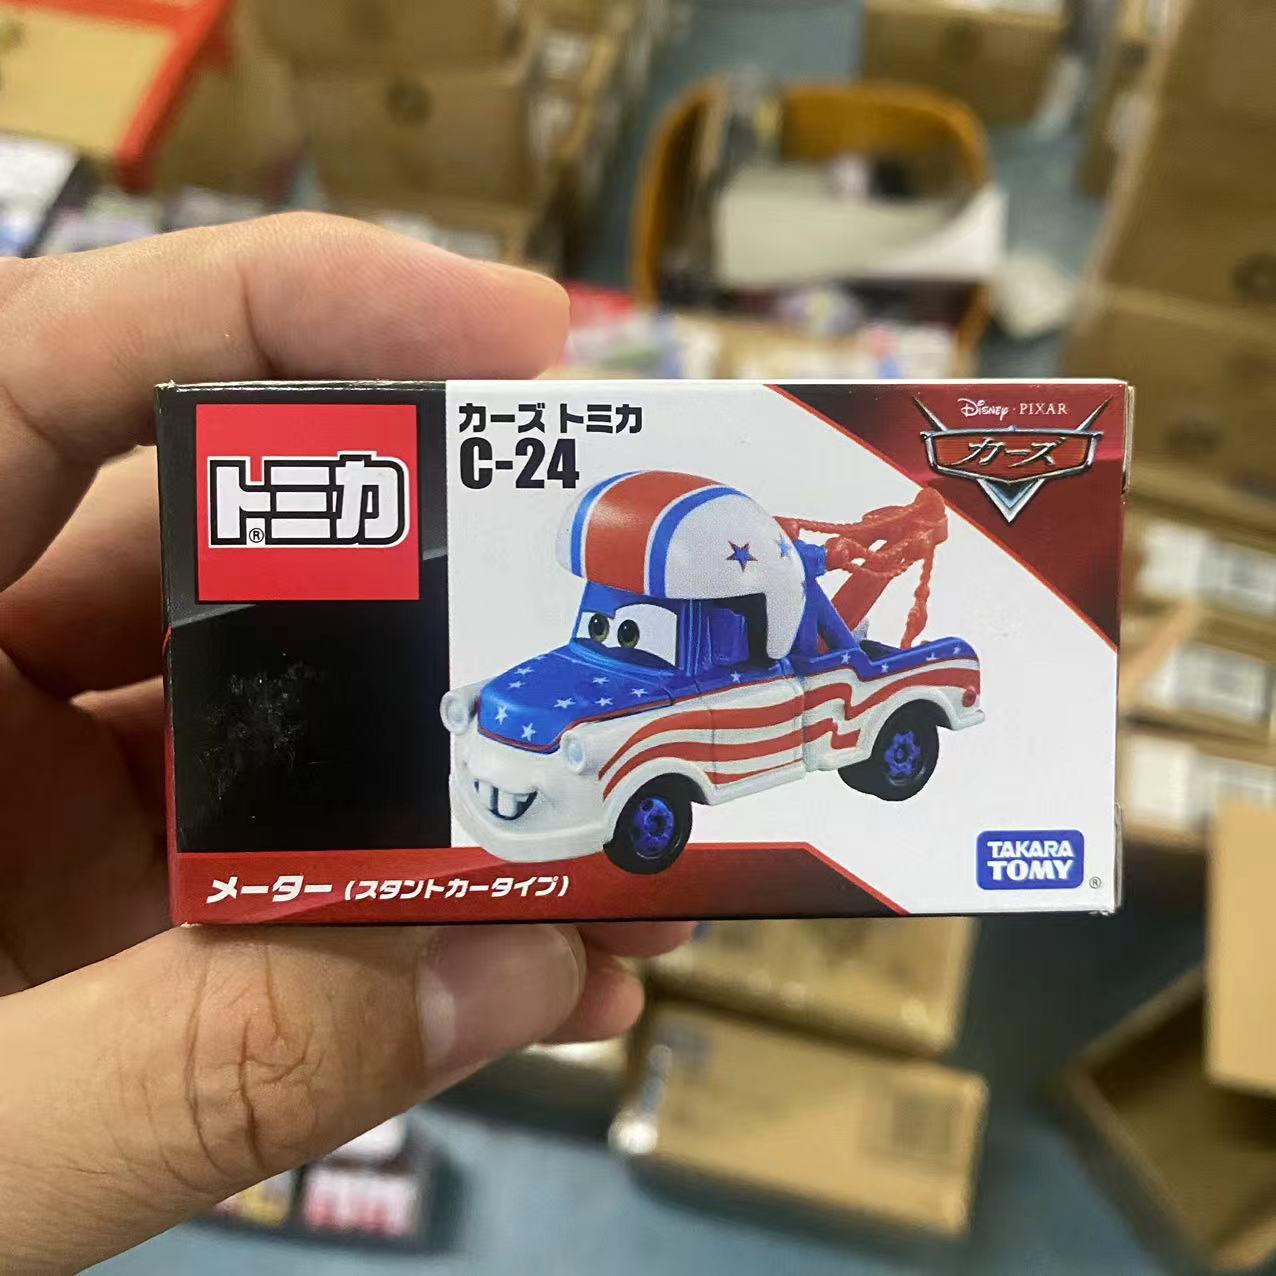 カーズ トミカ
C-24
トミカ®
Disney · PIXAR
カーズ
TAKARA
TOMY®
メーター (スタントカータイプ)